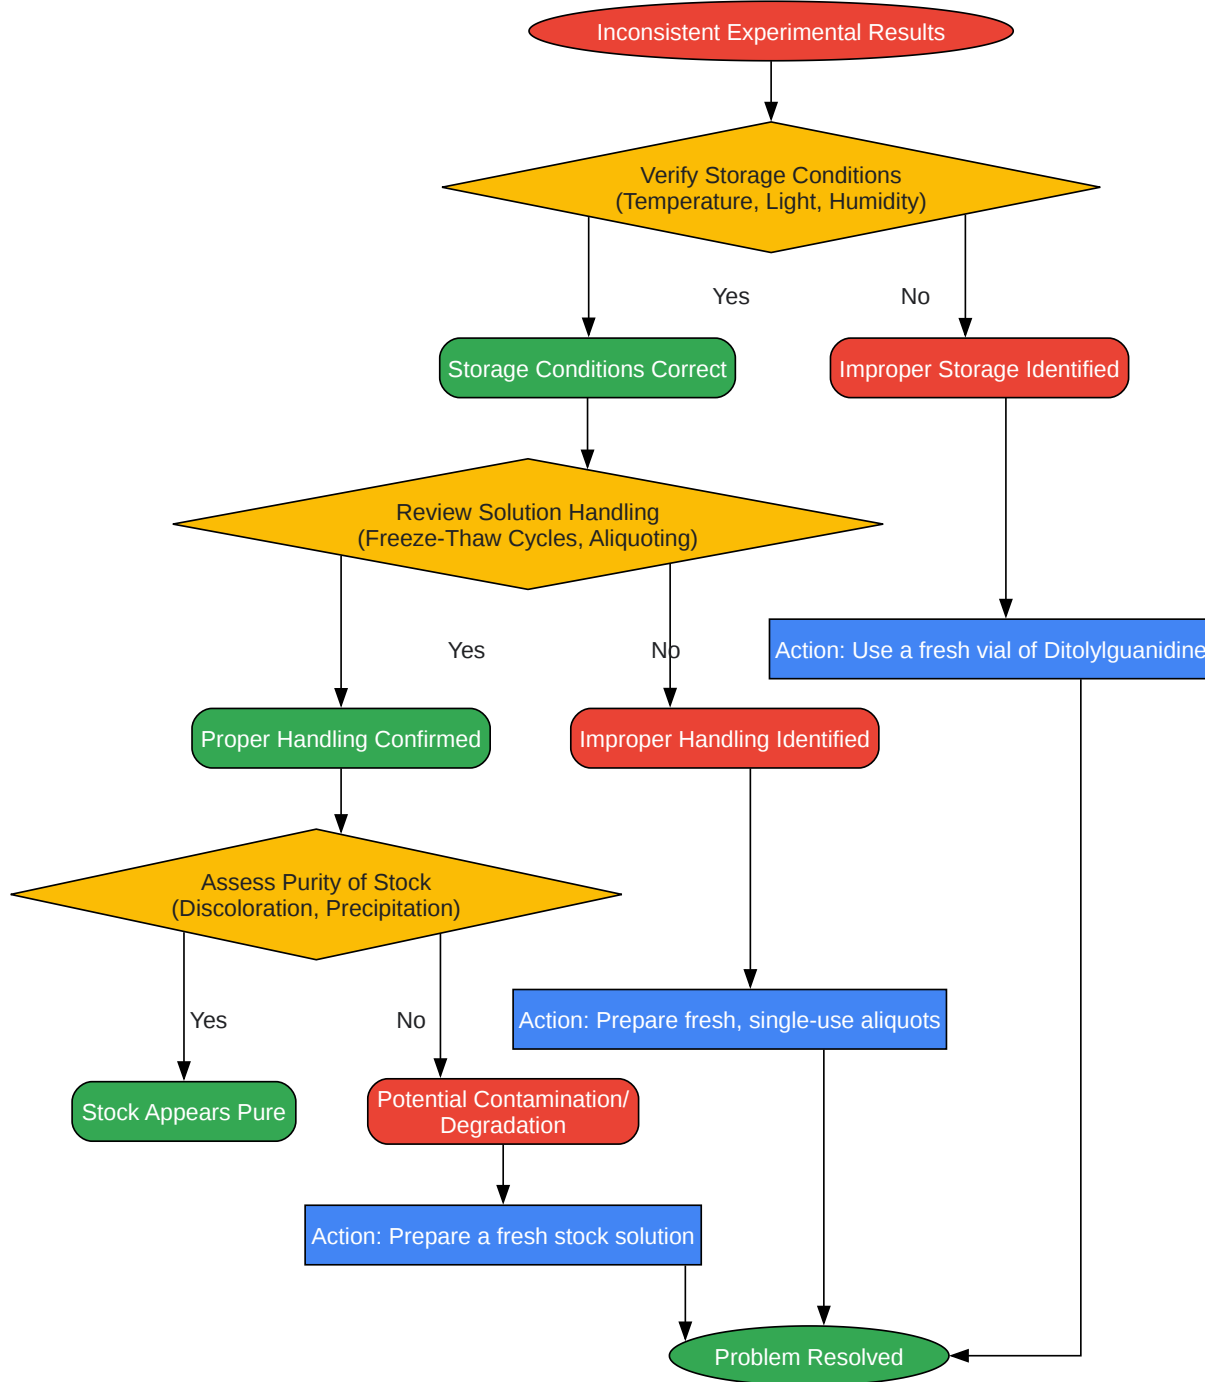 Inconsistent Experimental Results
Verify Storage Conditions
(Temperature, Light, Humidity)
Yes
No
Storage Conditions Correct
Improper Storage Identified
Review Solution Handling
(Freeze-Thaw Cycles, Aliquoting)
Yes
No
Action: Use a fresh vial of Ditolylguanidine
Proper Handling Confirmed
Improper Handling Identified
Assess Purity of Stock
(Discoloration, Precipitation)
Yes
No
Action: Prepare fresh, single-use aliquots
Stock Appears Pure
Potential Contamination/
Degradation
Action: Prepare a fresh stock solution
Problem Resolved